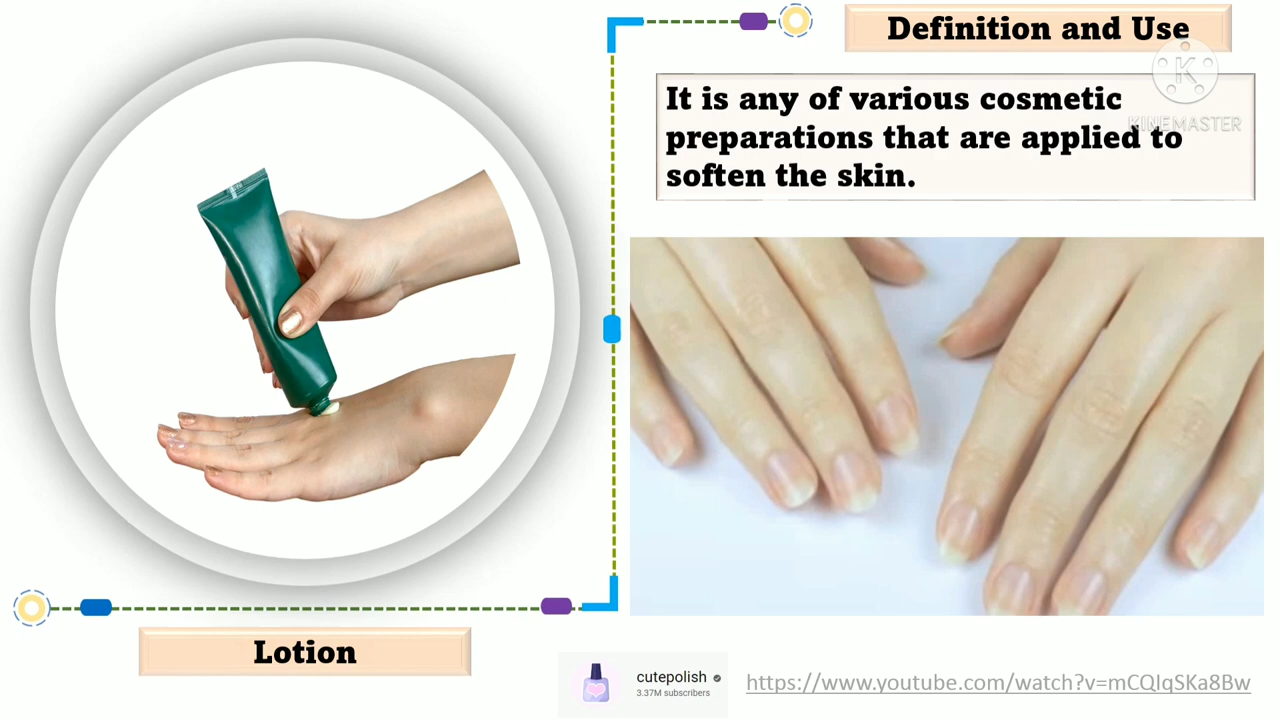 Definition and Use
It is any of various cosmetic
preparations that are applied to
soften the skin.
K
KINEMASTER
Lotion
cutepolish
3.37M subscribers
https://www.youtube.com/watch?v=mCQIqSKa8Bw